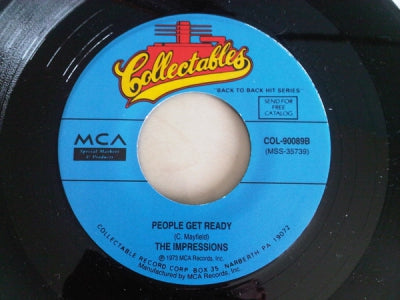 Collectables
"BACK TO BACK HIT SERIES"
SEND FOR
FREE
CATALOG
MCA
Special Markets
& Products
COL-90089B
(MSS-35739)
PEOPLE GET READY
(C. Mayfield)
THE IMPRESSIONS
℗ 1973 MCA Records, Inc.
Manufactured by MCA Records, Inc.
COLLECTABLE RECORD CORP. BOX 35 NARBERTH, PA 19072